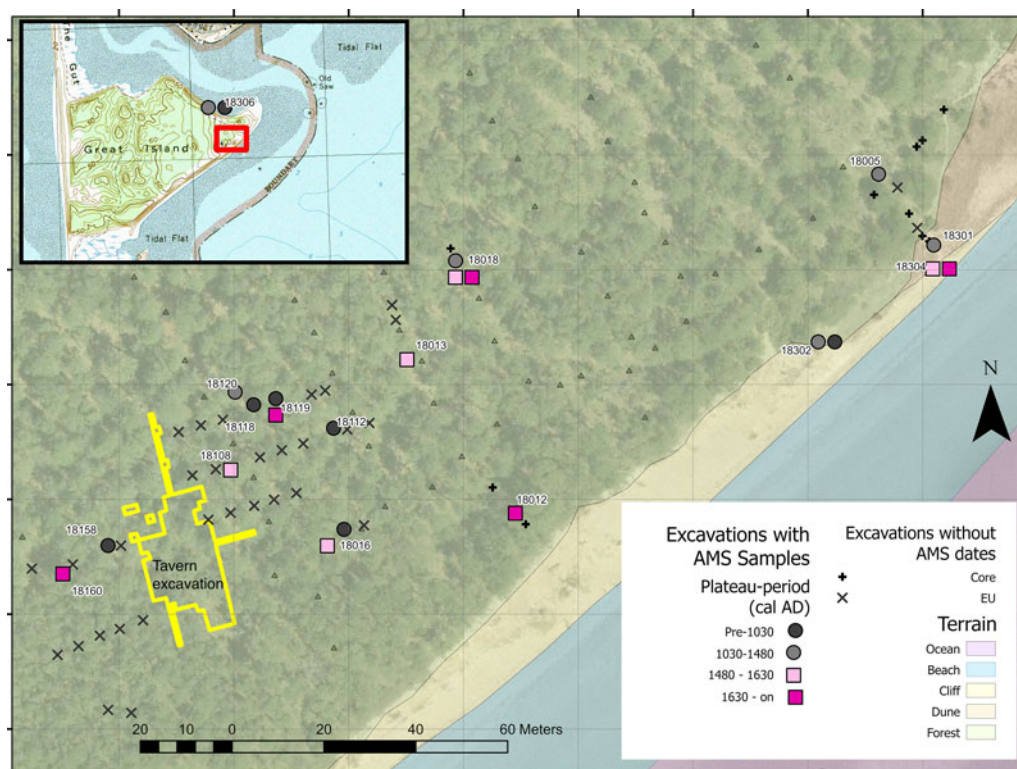 The Gut
Tidal Flat
Old
Saw
18306
Great Island
BOUNDARY
Tidal Flat
18005
18301
18018
18304
18302
18013
18120
18119
18118
18112
18108
18012
18158
18016
18160
Tavern
excavation
N
Excavations with
AMS Samples
Plateau-period
(cal AD)
Pre-1030
1030-1480
1480 - 1630
1630 - on
Excavations without
AMS dates
Core
EU
Terrain
Ocean
Beach
Cliff
Dune
Forest
20 10 0 20 40 60 Meters